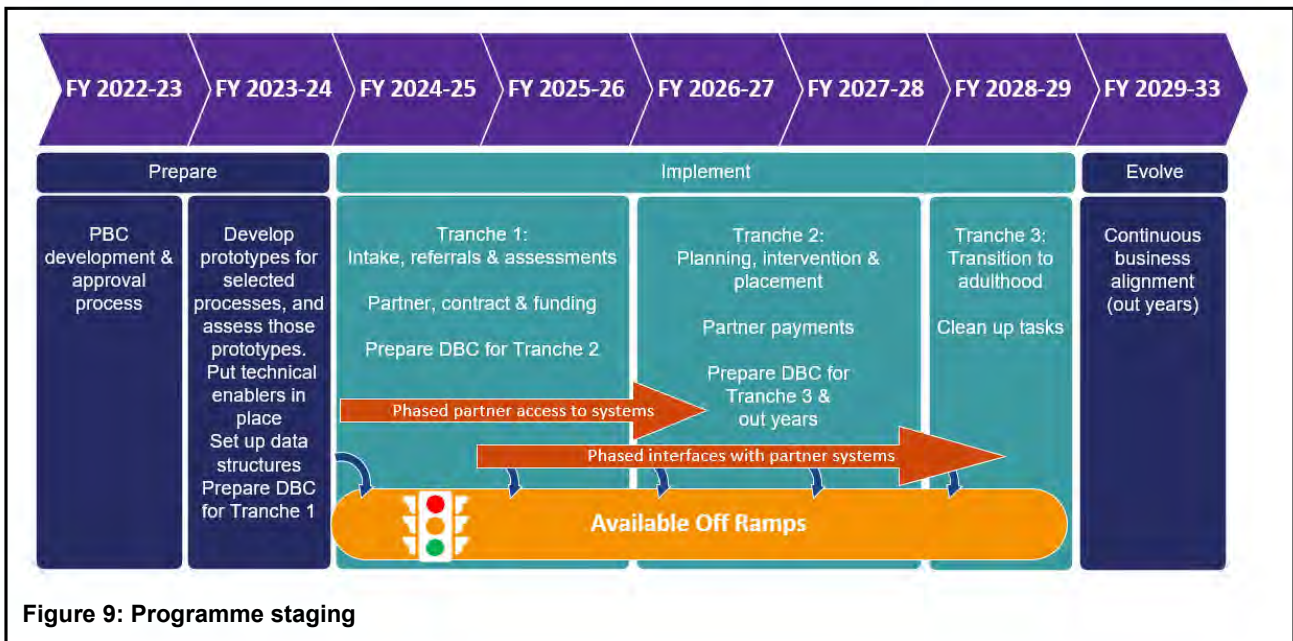 FY 2022-23
FY 2023-24
FY 2024-25
FY 2025-26
FY 2026-27
FY 2027-28
FY 2028-29
FY 2029-33
Prepare
Implement
Evolve
PBC
development &
approval
process
Develop
prototypes for
selected
processes, and
assess those
prototypes.
Put technical
enablers in
place
Set up data
structures
Prepare DBC
for Tranche 1
Tranche 1:
Intake, referrals & assessments
Partner, contract & funding
Prepare DBC for Tranche 2
Tranche 2:
Planning, intervention &
placement
Partner payments
Prepare DBC for
Tranche 3 &
out years
Tranche 3:
Transition to
adulthood
Clean up tasks
Continuous
business
alignment
(out years)
Phased partner access to systems
Phased interfaces with partner systems
Available Off Ramps
Figure 9: Programme staging